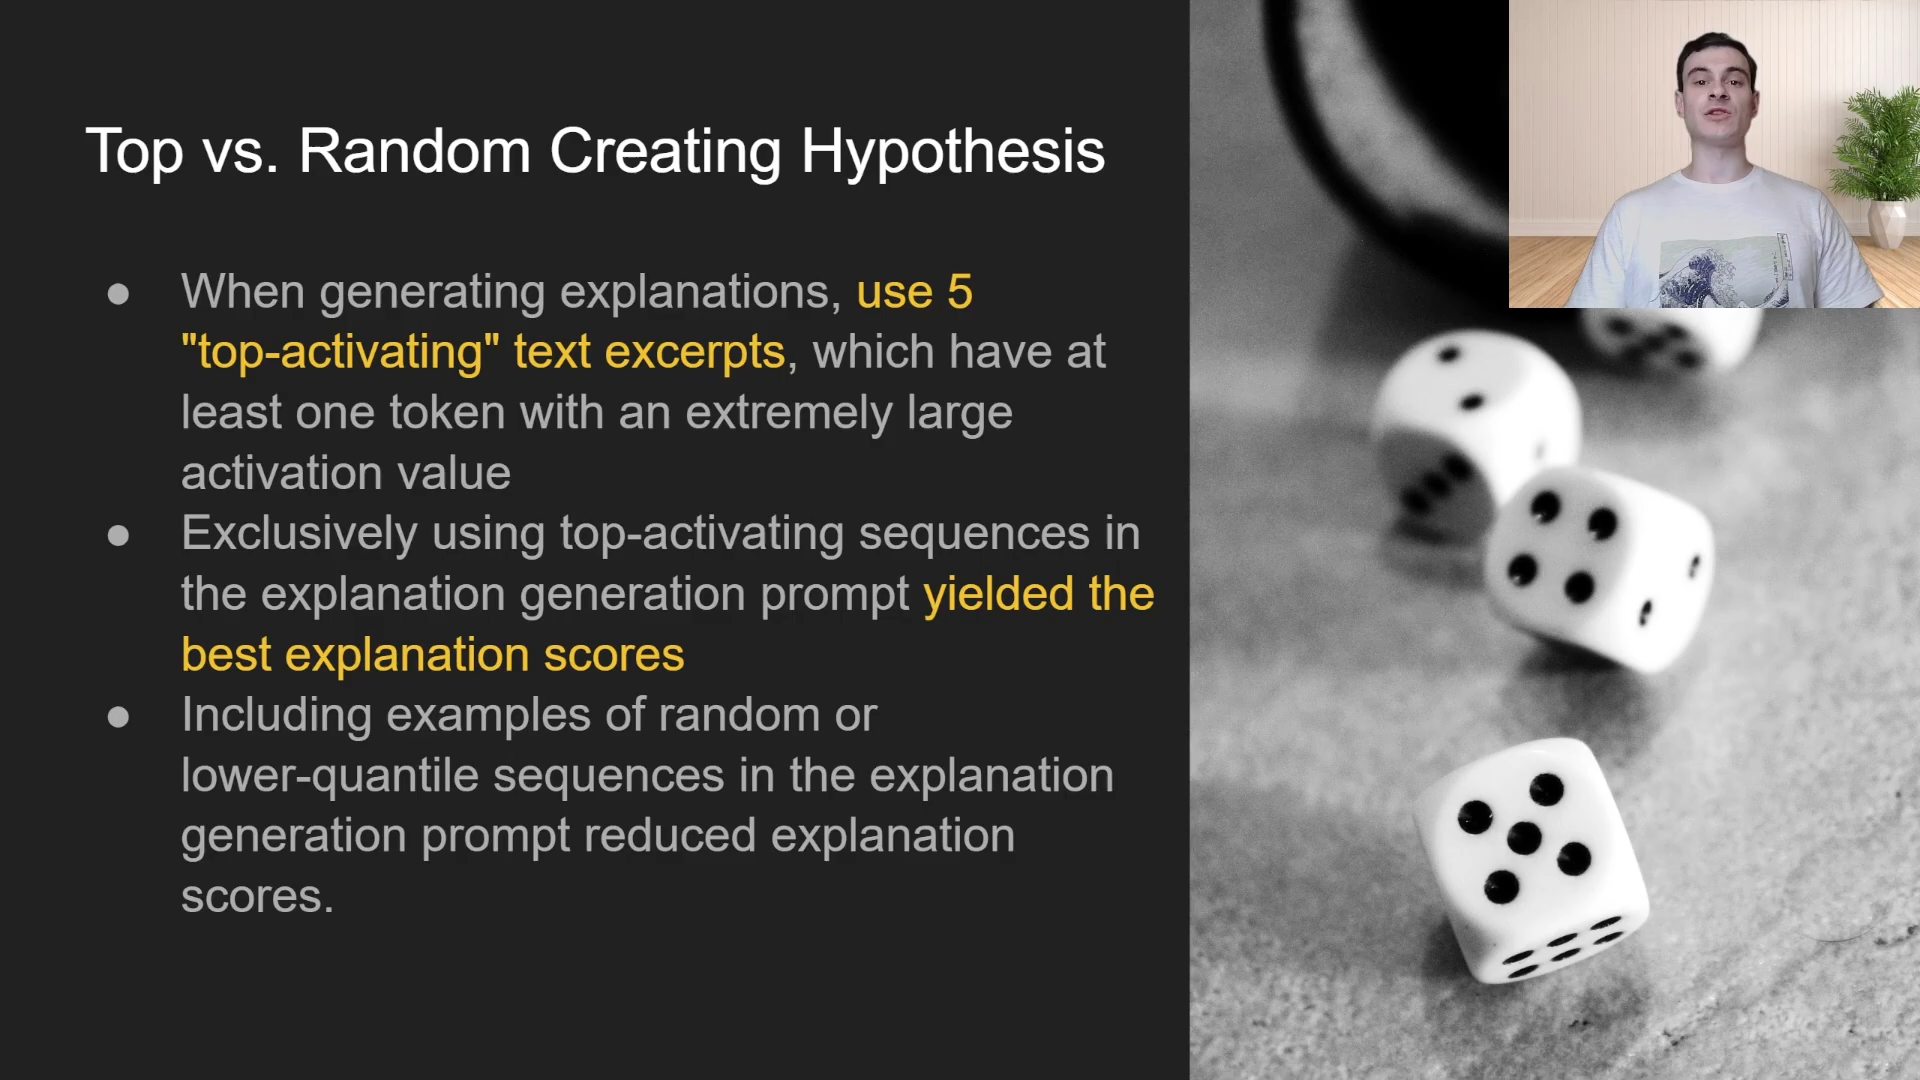 Top vs. Random Creating Hypothesis
● When generating explanations, use 5
"top-activating" text excerpts, which have at
least one token with an extremely large
activation value
● Exclusively using top-activating sequences in
the explanation generation prompt yielded the
best explanation scores
● Including examples of random or
lower-quantile sequences in the explanation
generation prompt reduced explanation
scores.